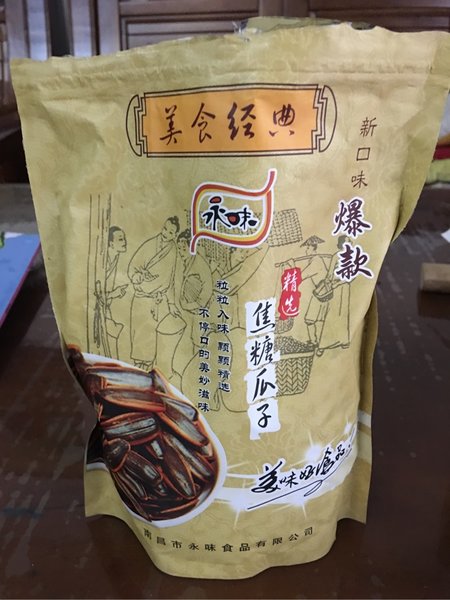 美食经典
新口味
爆款
永味
精选
焦糖瓜子
粒粒入味 颗颗精选
不停口的美妙滋味
美味好食品
南昌市永味食品有限公司